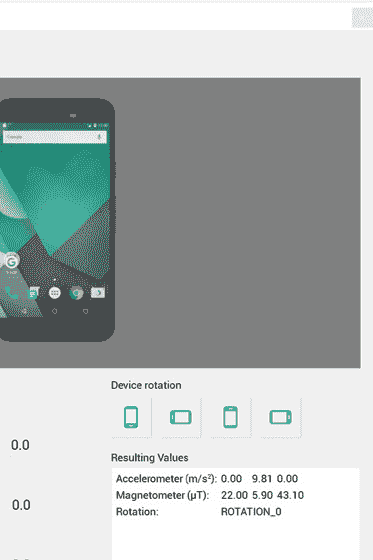 Google
Device rotation
0.0
Resulting Values
Accelerometer (m/s²): 0.00 9.81 0.00
Magnetometer (μT): 22.00 5.90 43.10
0.0
Rotation: ROTATION_0